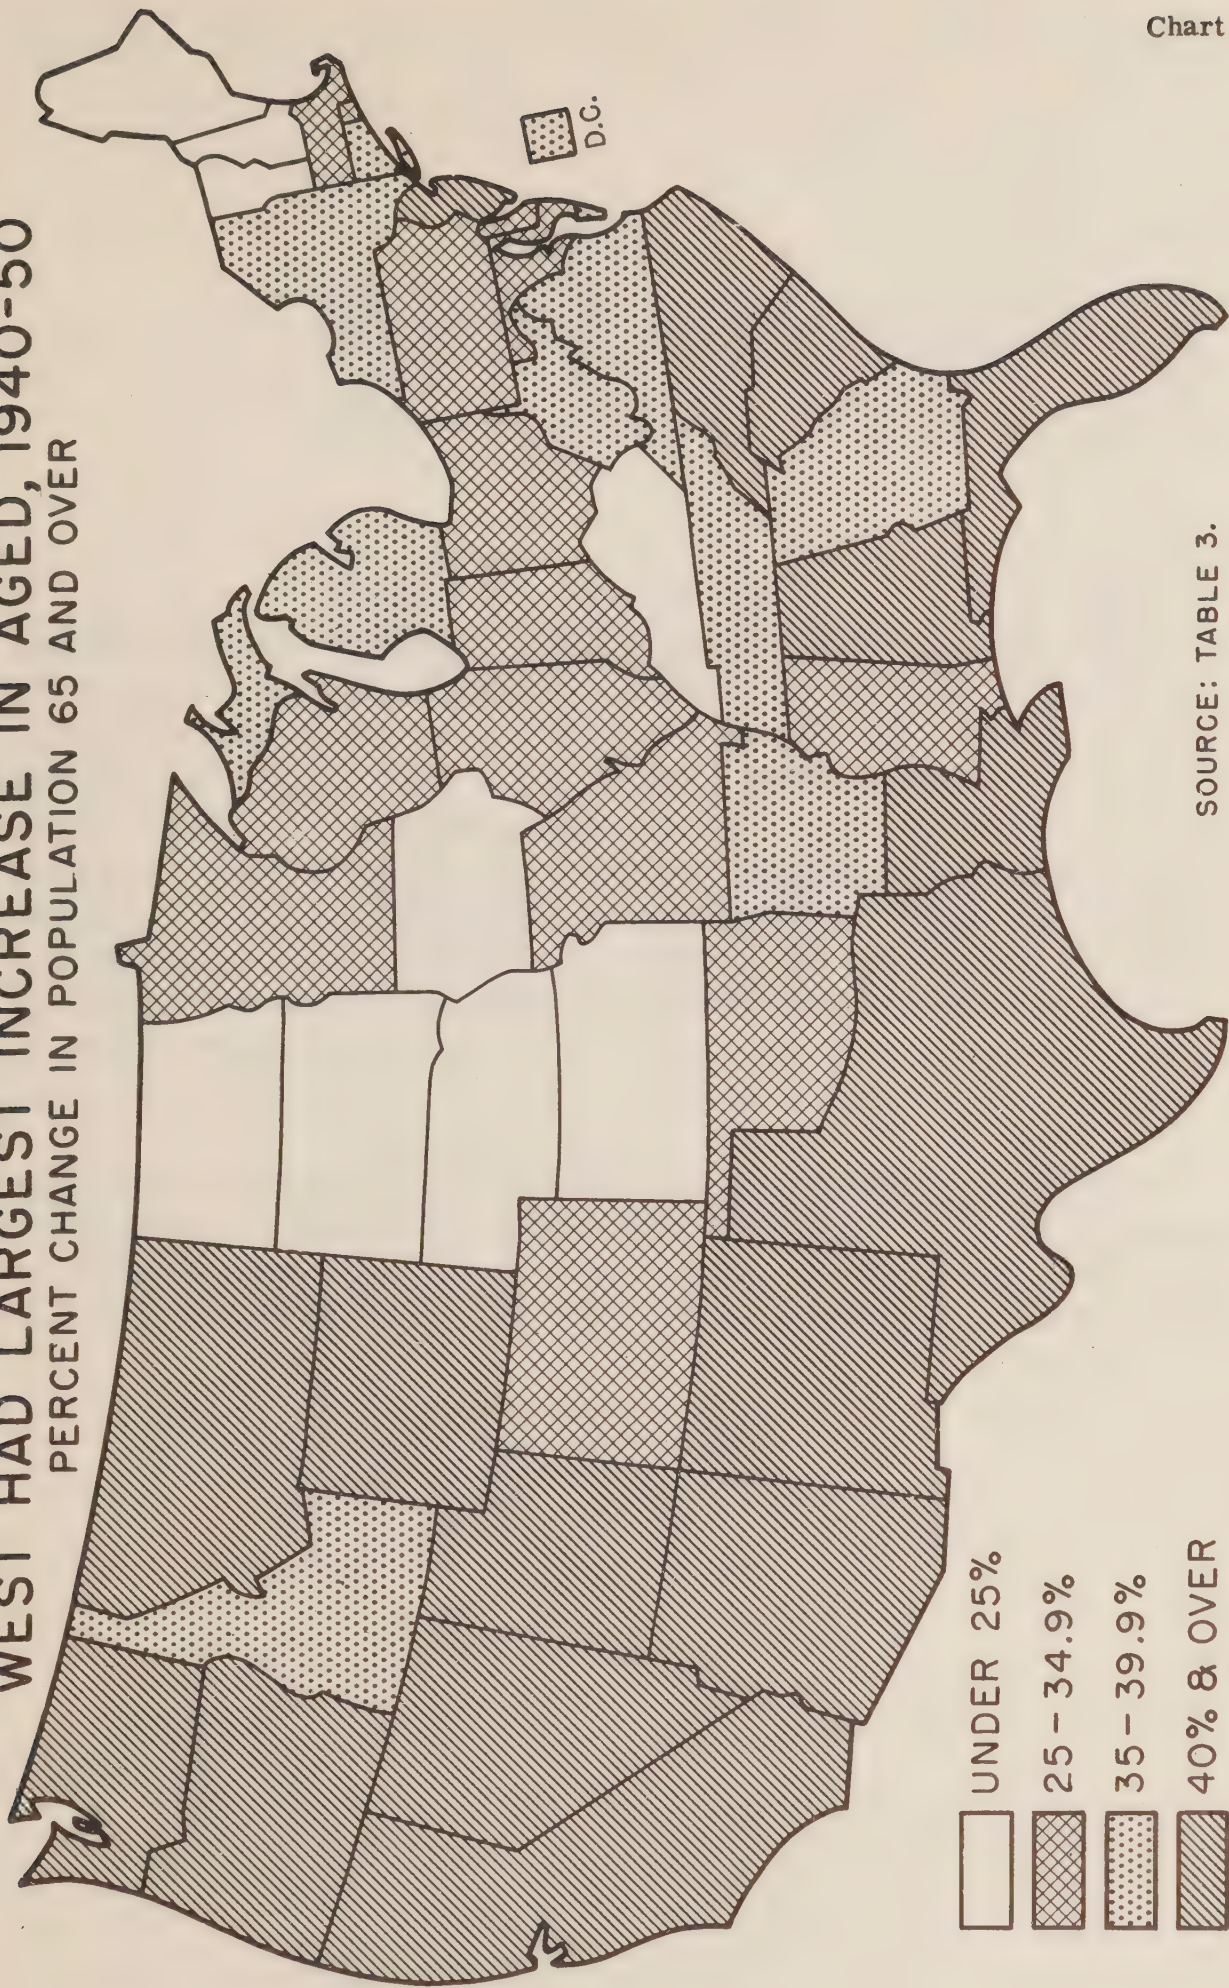 Chart
WEST HAD LARGEST INCREASE IN AGED, 1940-50
PERCENT CHANGE IN POPULATION 65 AND OVER
D.C.
UNDER 25%
25-34.9%
35-39.9%
40% & OVER
SOURCE: TABLE 3.